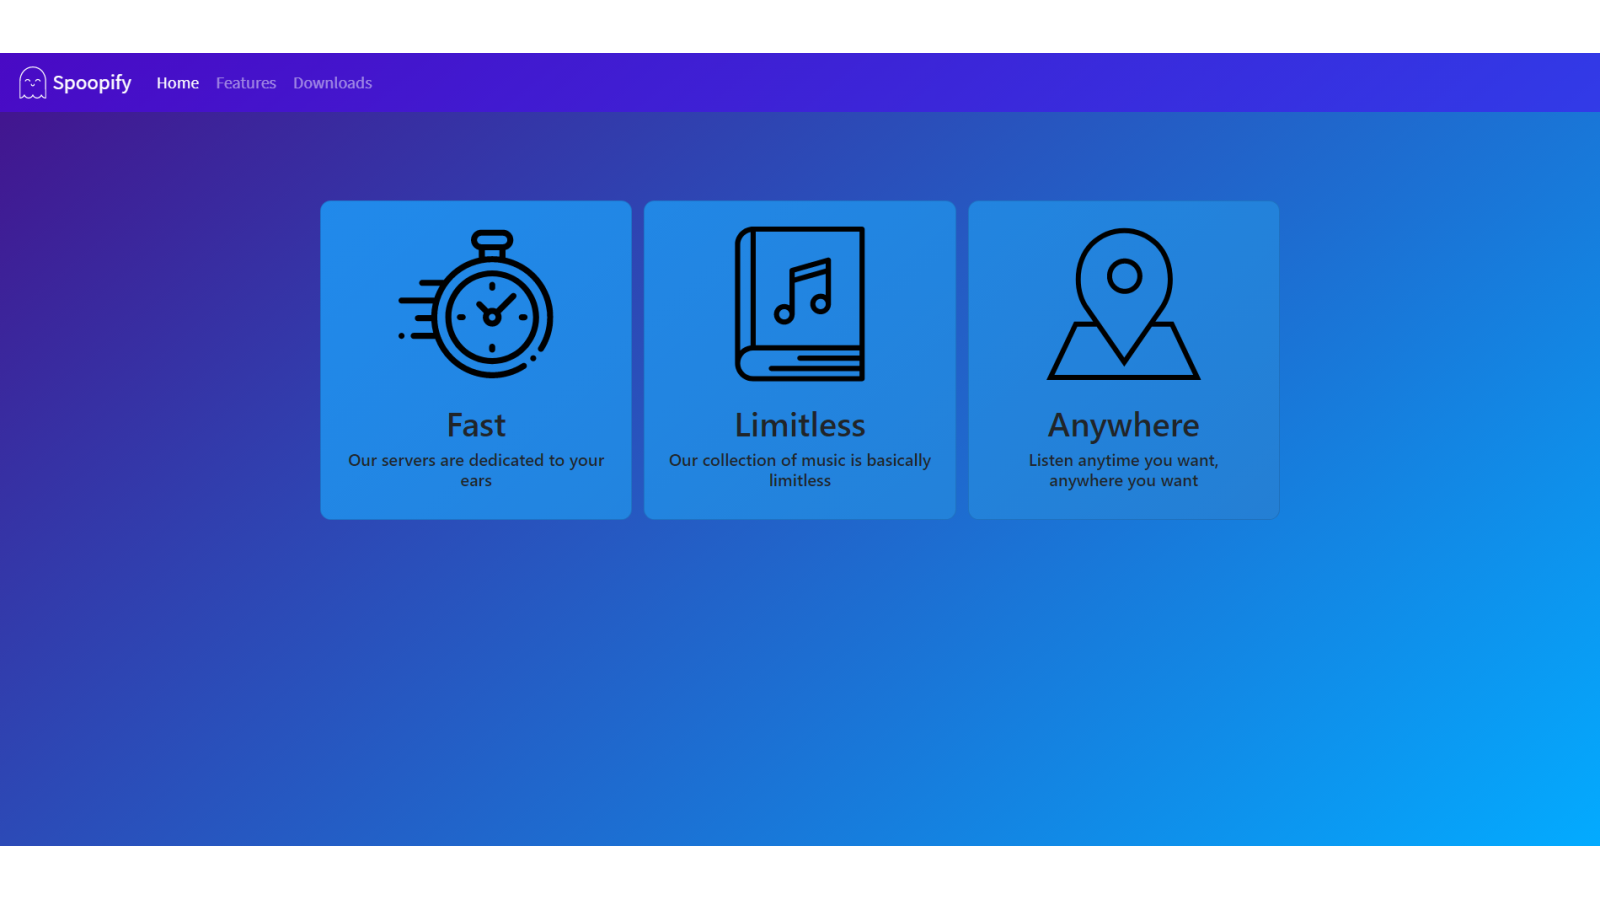 Spoopify Home Features Downloads
Fast
Our servers are dedicated to your
ears
Limitless
Our collection of music is basically
limitless
Anywhere
Listen anytime you want,
anywhere you want